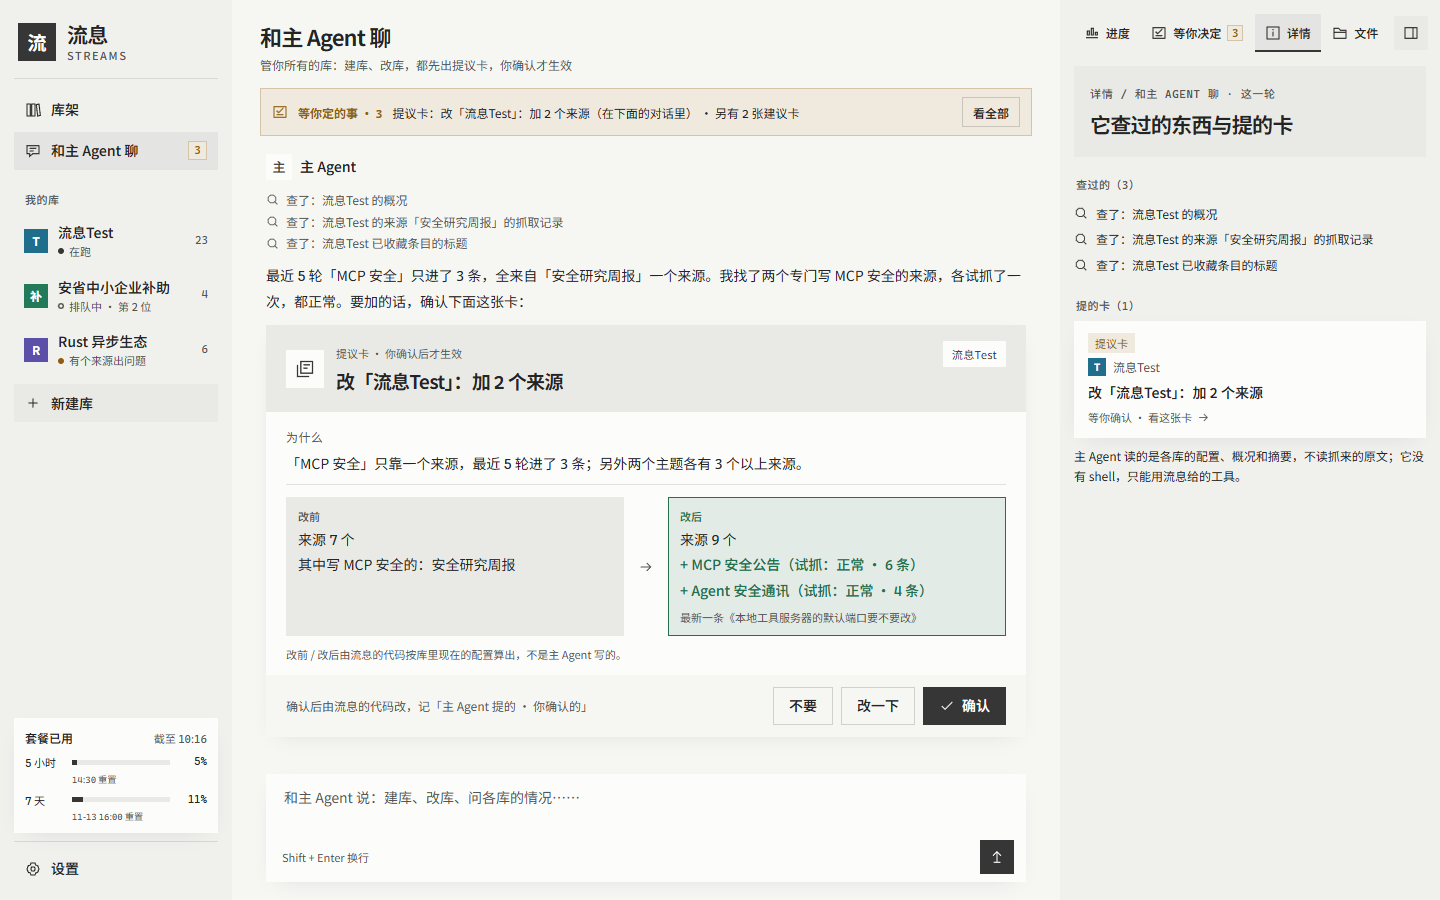 流
流息
STREAMS
库架
和主 Agent 聊
3
我的库
T
流息Test
在跑
23
补
安省中小企业补助
排队中 · 第 2 位
4
R
Rust 异步生态
有个来源出问题
6
+ 新建库
套餐已用
截至 10:16
5 小时
5%
14:30 重置
7 天
11%
11-13 16:00 重置
设置
和主 Agent 聊
管你所有的库：建库、改库，都先出提议卡，你确认才生效
等你定的事 · 3 提议卡：改「流息Test」：加 2 个来源（在下面的对话里） · 另有 2 张建议卡
看全部
主
主 Agent
查了：流息Test 的概况
查了：流息Test 的来源「安全研究周报」的抓取记录
查了：流息Test 已收藏条目的标题
最近 5 轮「MCP 安全」只进了 3 条，全来自「安全研究周报」一个来源。我找了两个专门写 MCP 安全的来源，各试抓了一
次，都正常。要加的话，确认下面这张卡：
提议卡 · 你确认后才生效
改「流息Test」：加 2 个来源
流息Test
为什么
「MCP 安全」只靠一个来源，最近 5 轮进了 3 条；另外两个主题各有 3 个以上来源。
改前
来源 7 个
其中写 MCP 安全的：安全研究周报
→
改后
来源 9 个
+ MCP 安全公告（试抓：正常 · 6 条）
+ Agent 安全通讯（试抓：正常 · 4 条）
最新一条《本地工具服务器的默认端口要不要改》
改前 / 改后由流息的代码按库里现在的配置算出，不是主 Agent 写的。
确认后由流息的代码改，记「主 Agent 提的 · 你确认的」
不要
改一下
确认
和主 Agent 说：建库、改库、问各库的情况……
Shift + Enter 换行
进度
等你决定
3
详情
文件
详情 / 和主 AGENT 聊 · 这一轮
它查过的东西与提的卡
查过的（3）
查了：流息Test 的概况
查了：流息Test 的来源「安全研究周报」的抓取记录
查了：流息Test 已收藏条目的标题
提的卡（1）
提议卡
T
流息Test
改「流息Test」：加 2 个来源
等你确认 · 看这张卡 →
主 Agent 读的是各库的配置、概况和摘要，不读抓来的原文；它没
有 shell，只能用流息给的工具。